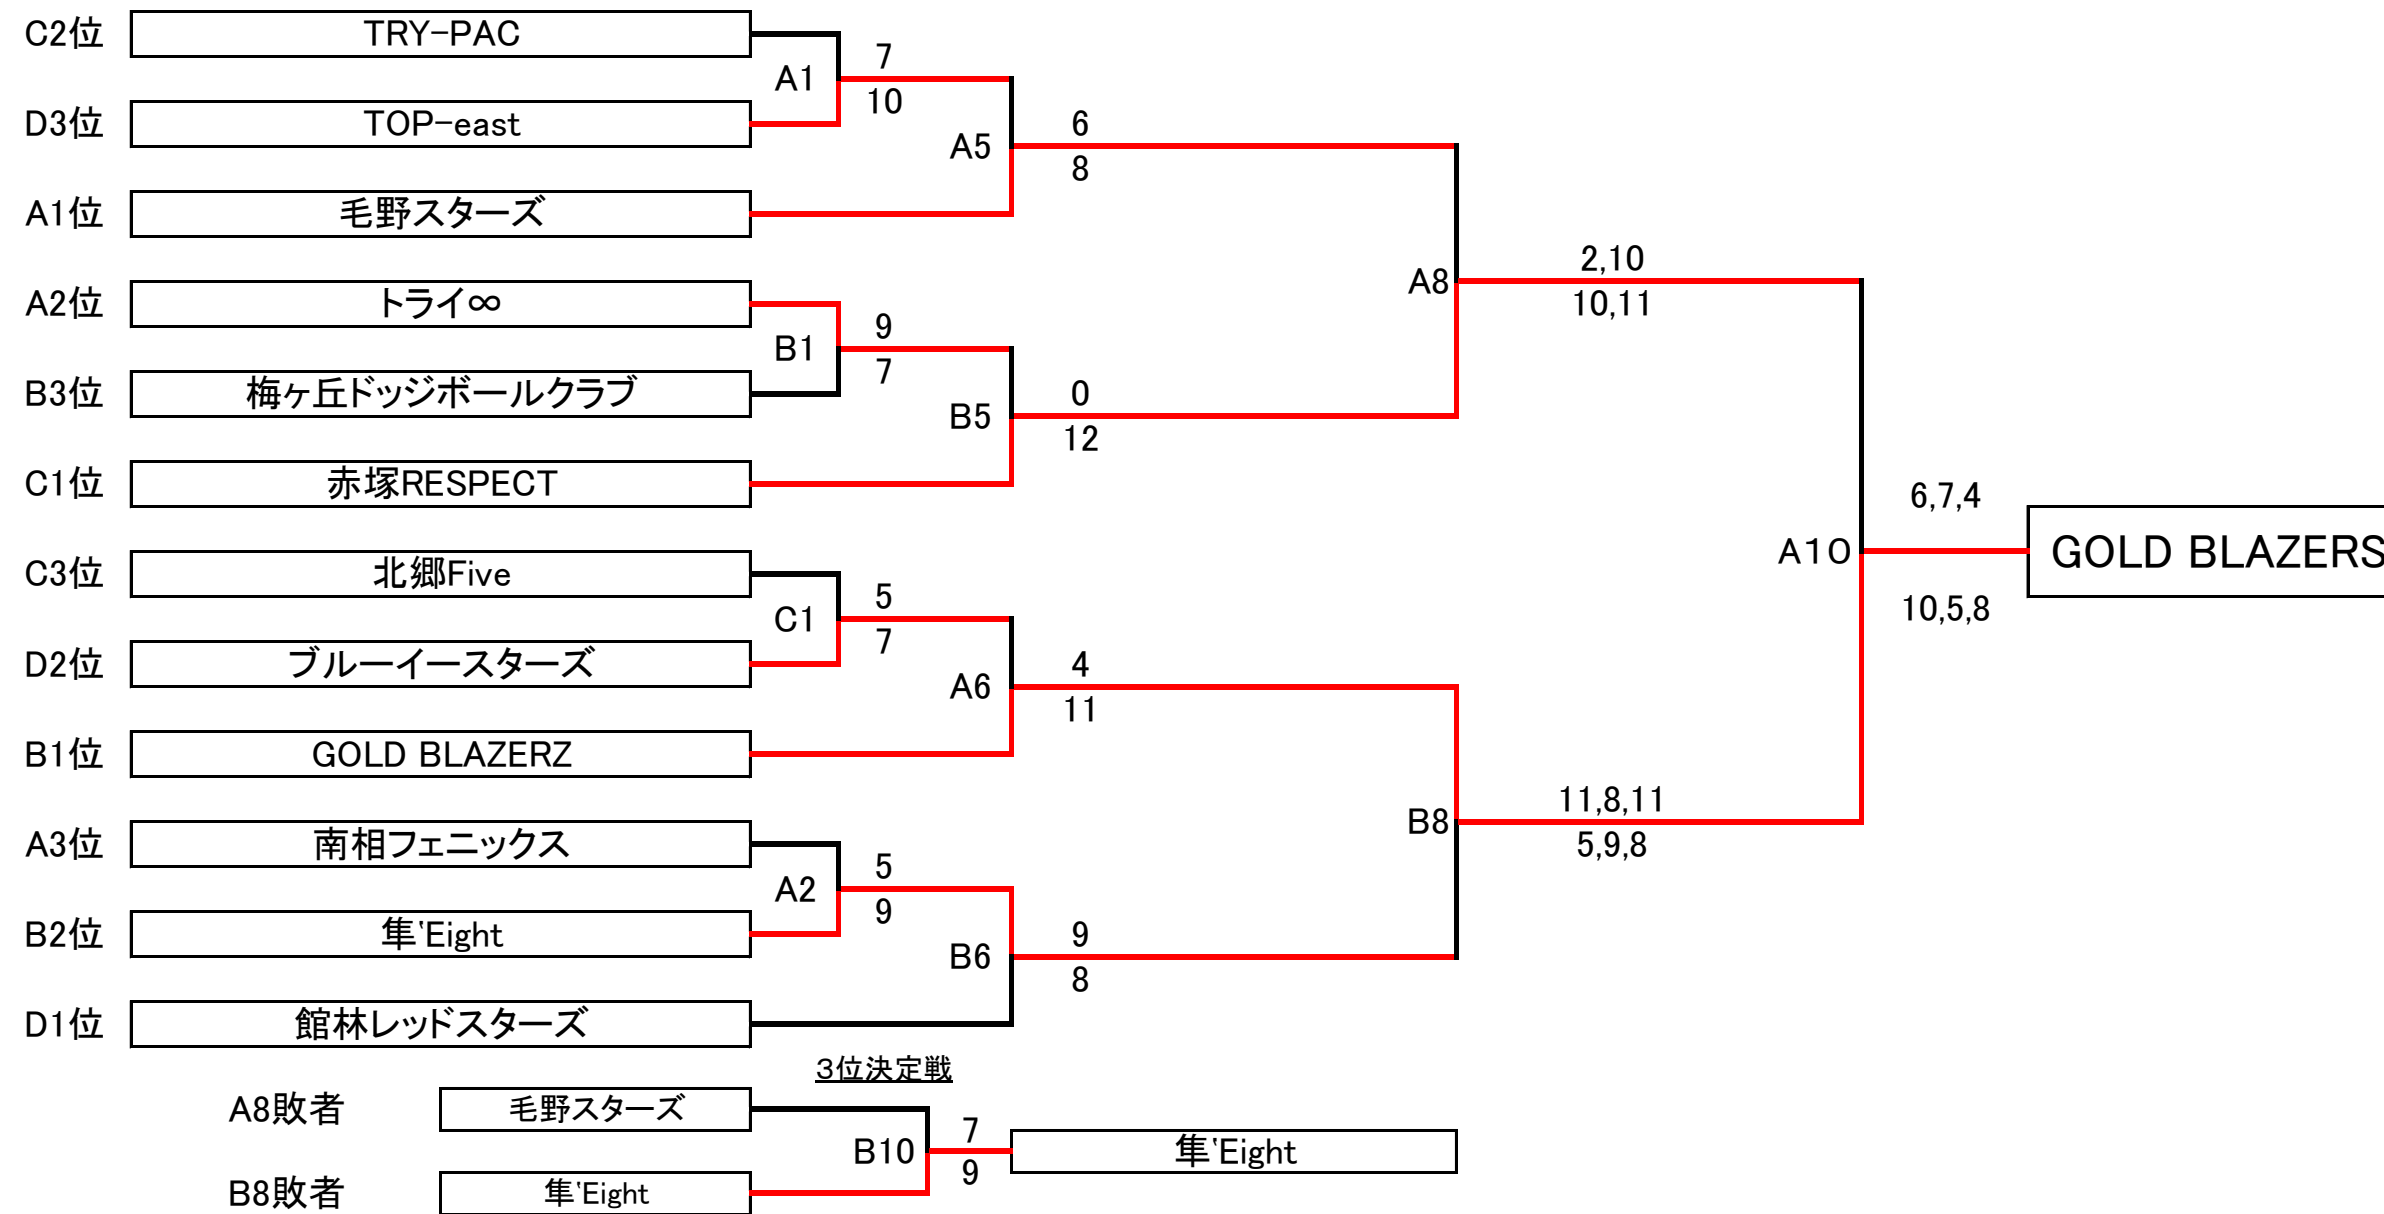 C2位 TRY-PAC
7
A1
10
D3位 TOP-east
6
A5
8
A1位 毛野スターズ
2,10
A8
10,11
A2位 トライ∞
9
B1
7
B3位 梅ヶ丘ドッジボールクラブ
0
B5
12
C1位 赤塚RESPECT
6,7,4
A10 GOLD BLAZERS
10,5,8
C3位 北郷Five
5
C1
7
D2位 ブルーイースターズ
4
A6
11
B1位 GOLD BLAZERZ
11,8,11
B8
5,9,8
A3位 南相フェニックス
5
A2
9
B2位 隼‛Eight
9
B6
8
D1位 館林レッドスターズ
3位決定戦
A8敗者 毛野スターズ
7
B10 隼‛Eight
9
B8敗者 隼‛Eight